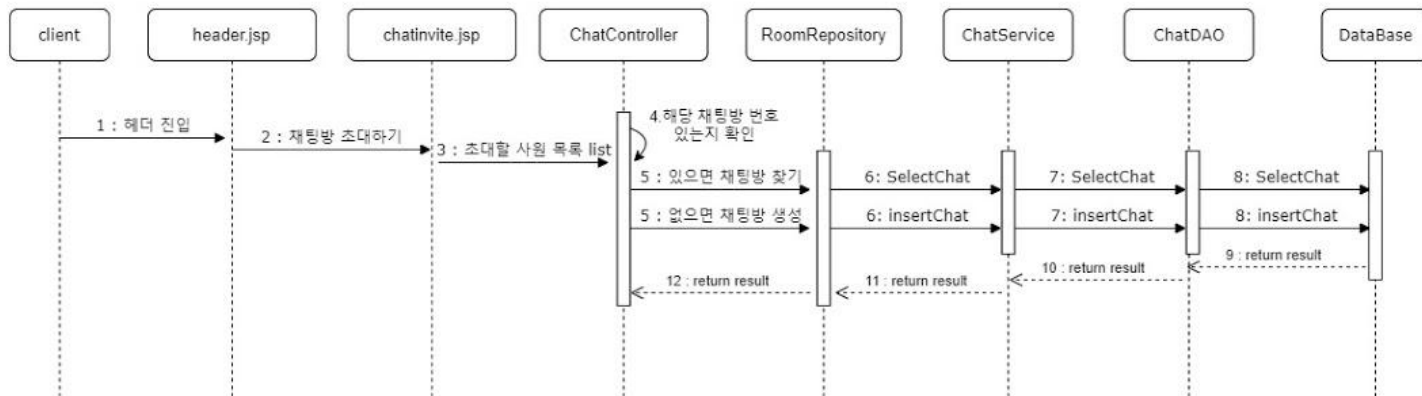 client
header.jsp
chatinvite.jsp
ChatController
RoomRepository
ChatService
ChatDAO
DataBase
1 : 헤더 진입
2 : 채팅방 초대하기
3 : 초대할 사원 목록 list
4.해당 채팅방 번호
있는지 확인
5 : 있으면 채팅방 찾기
6: SelectChat
7: SelectChat
8: SelectChat
5 : 없으면 채팅방 생성
6: insertChat
7: insertChat
8: insertChat
9 : return result
10 : return result
11 : return result
12 : return result